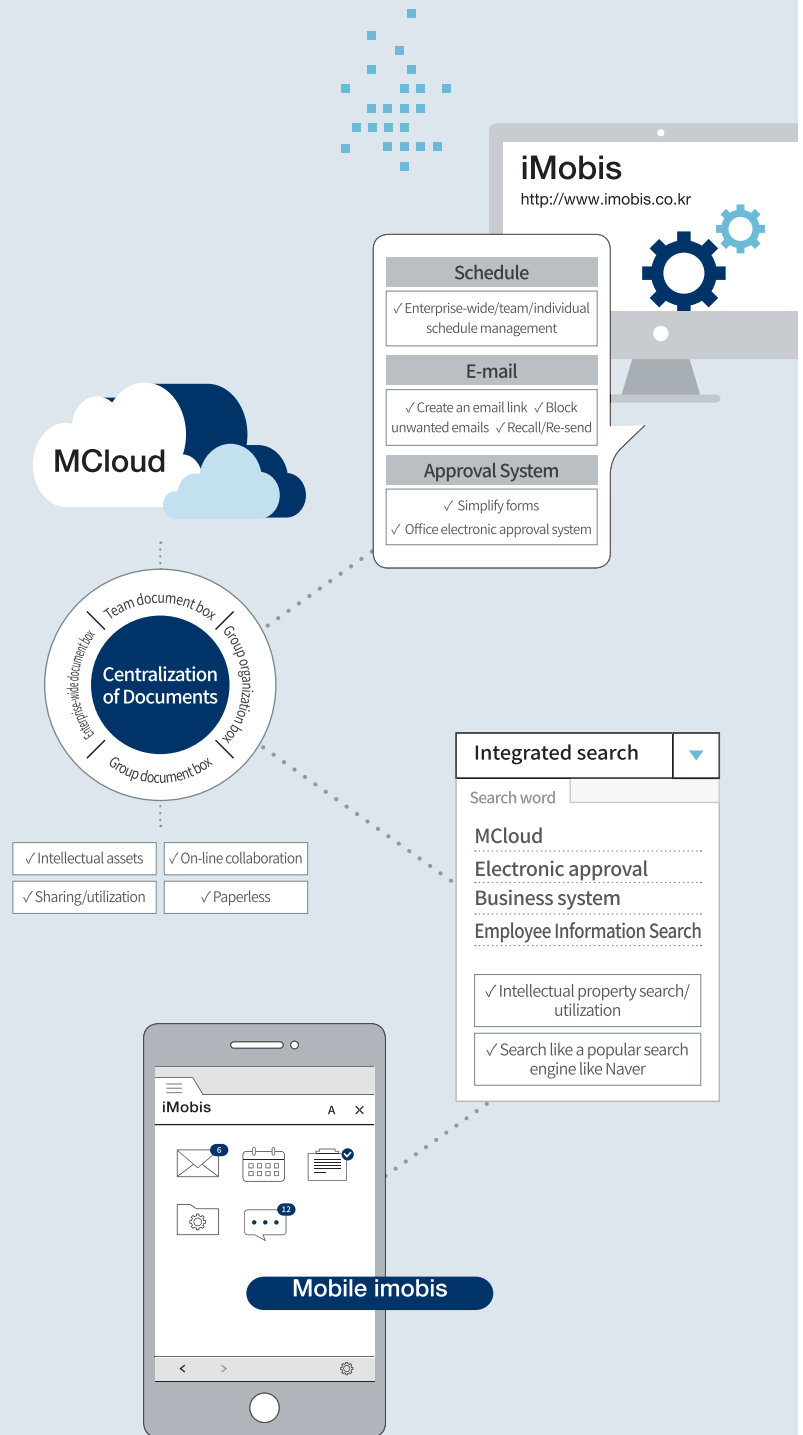 iMobis
http://www.imobis.co.kr
Schedule
✓ Enterprise-wide/team/individual
schedule management
E-mail
✓ Create an email link ✓ Block
unwanted emails ✓ Recall/Re-send
Approval System
✓ Simplify forms
✓ Office electronic approval system
MCloud
Team document box
Group organization box
Group document box
Enterprise-wide document box
Centralization
of Documents
✓ Intellectual assets
✓ On-line collaboration
✓ Sharing/utilization
✓ Paperless
Integrated search
Search word
MCloud
Electronic approval
Business system
Employee Information Search
✓ Intellectual property search/
utilization
✓ Search like a popular search
engine like Naver
iMobis
A ×
6
12
Mobile imobis
< >